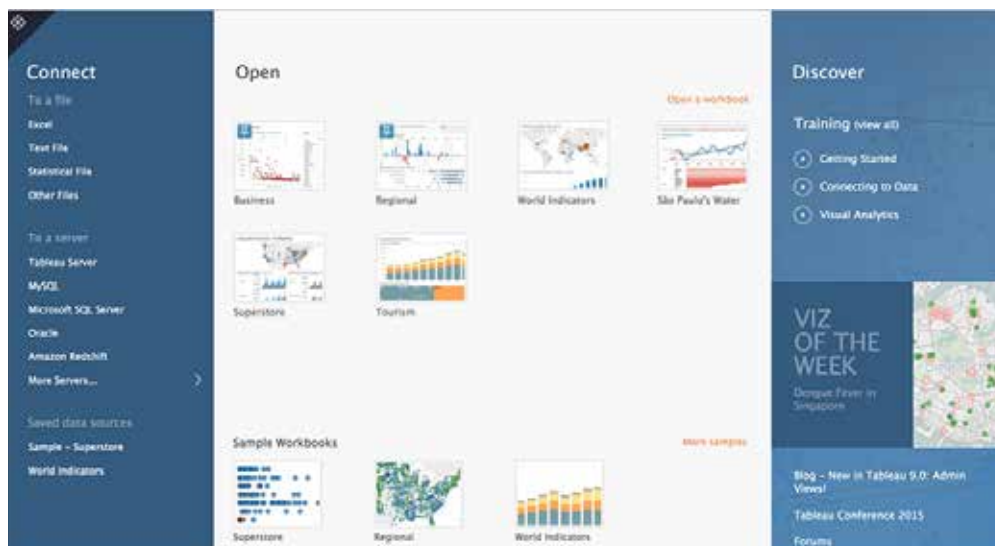 Connect
To a file
Excel
Text File
Statistical File
Other Files
To a server
Tableau Server
MySQL
Microsoft SQL Server
Oracle
Amazon Redshift
More Servers...
Saved data sources
Sample - Superstore
World Indicators
Open
Open a workbook
Business
Regional
World Indicators
São Paulo's Water
Superstore
Tourism
Sample Workbooks
More samples
Superstore
Regional
World Indicators
Discover
Training (view all)
Getting Started
Connecting to Data
Visual Analytics
VIZ
OF THE
WEEK
Dengue Fever in
Singapore
Blog - New in Tableau 9.0: Admin
Views!
Tableau Conference 2015
Forums